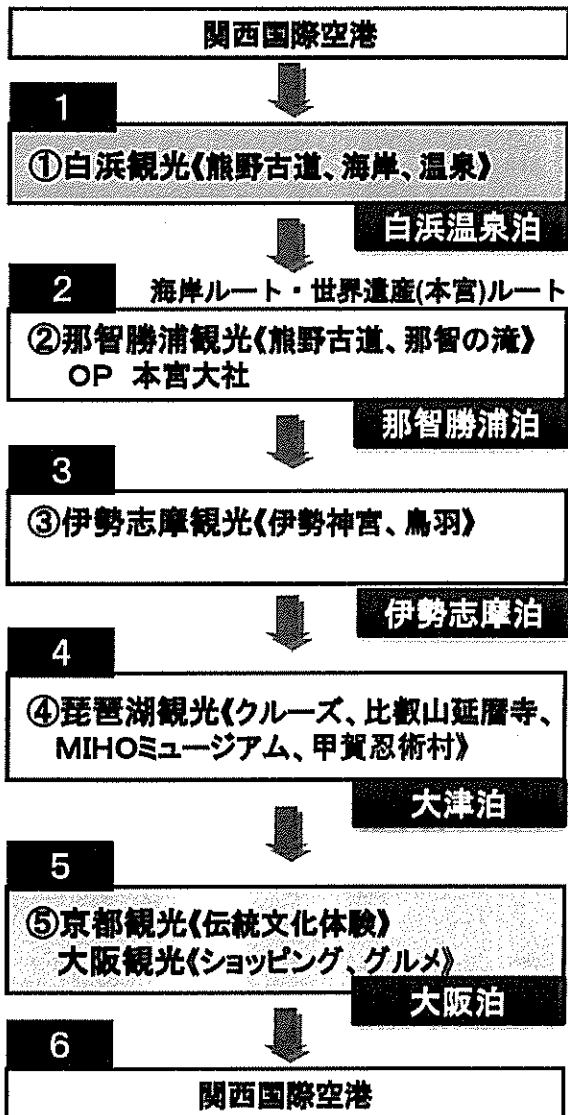 関西国際空港
1
①白浜観光《熊野古道、海岸、温泉》
白浜温泉泊
2
海岸ルート・世界遺産(本宮)ルート
②那智勝浦観光《熊野古道、那智の滝》
OP 本宮大社
那智勝浦泊
3
③伊勢志摩観光《伊勢神宮、鳥羽》
伊勢志摩泊
4
④琵琶湖観光《クルーズ、比叡山延暦寺、
MIHOミュージアム、甲賀忍術村》
大津泊
5
⑤京都観光《伝統文化体験》
大阪観光《ショッピング、グルメ》
大阪泊
6
関西国際空港